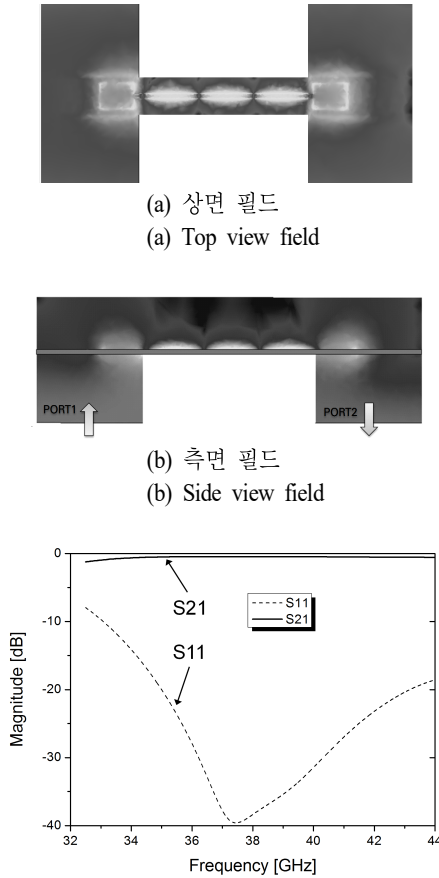 (a) 상면 필드
(a) Top view field
PORT1
PORT2
(b) 측면 필드
(b) Side view field
0
-10
-20
-30
-40
Magnitude [dB]
S21
S11
S11
S21
32
34
36
38
40
42
44
Frequency [GHz]